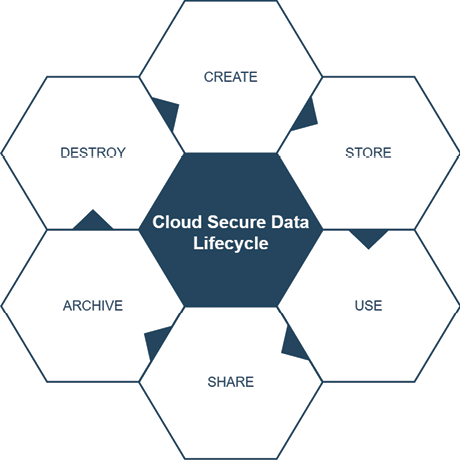 CREATE
DESTROY
STORE
Cloud Secure Data
Lifecycle
ARCHIVE
USE
SHARE